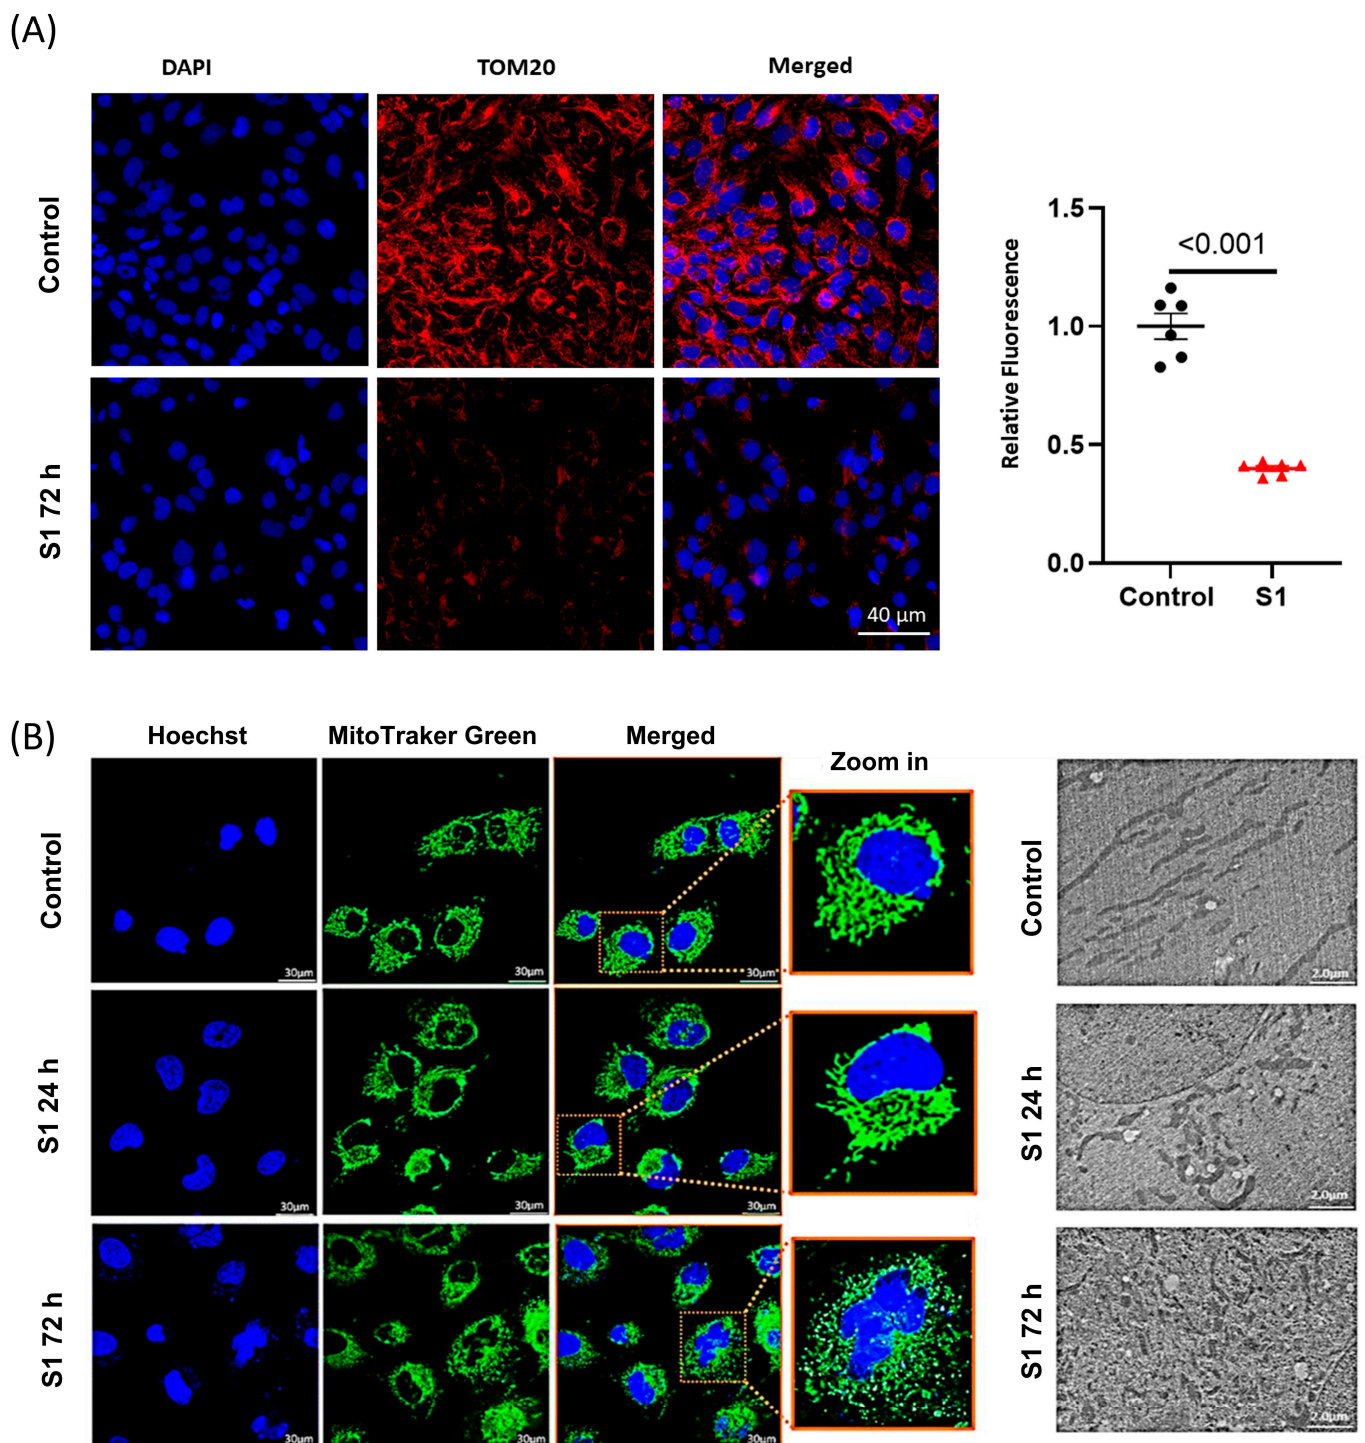 (A)
DAPI TOM20 Merged
Control
S1 72 h
40 µm
Relative Fluorescence
1.5
1.0
0.5
0.0
<0.001
Control S1
(B)
Hoechst MitoTraker Green Merged Zoom in
Control
30µm 30µm 30µm
Control
2.0µm
S1 24 h
30µm 30µm 30µm
S1 24 h
2.0µm
S1 72 h
30µm 30µm 30µm
S1 72 h
2.0µm